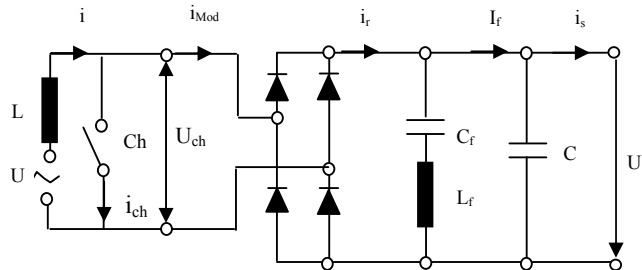 i
i_Mod
i_r
I_f
i_s
L
Ch
U_ch
C_f
C
U
U
i_ch
L_f